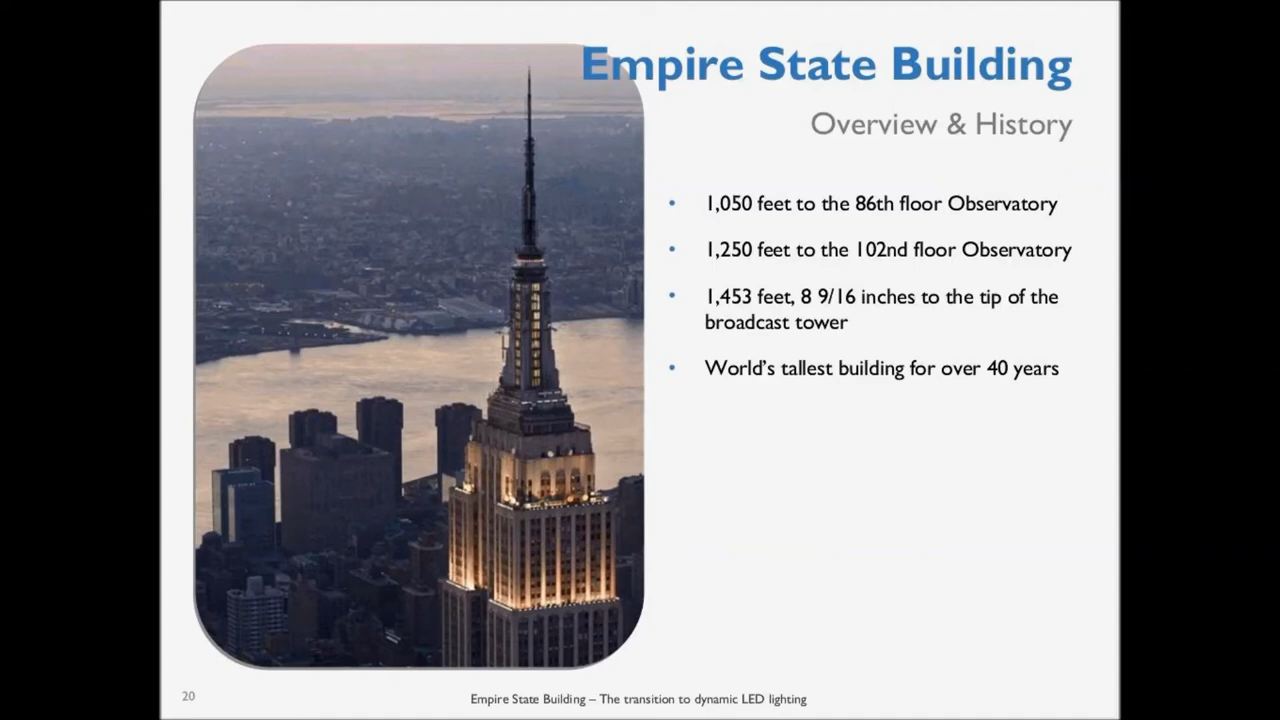 Empire State Building
Overview & History
• 1,050 feet to the 86th floor Observatory
• 1,250 feet to the 102nd floor Observatory
• 1,453 feet, 8 9/16 inches to the tip of the
broadcast tower
• World’s tallest building for over 40 years
20
Empire State Building – The transition to dynamic LED lighting